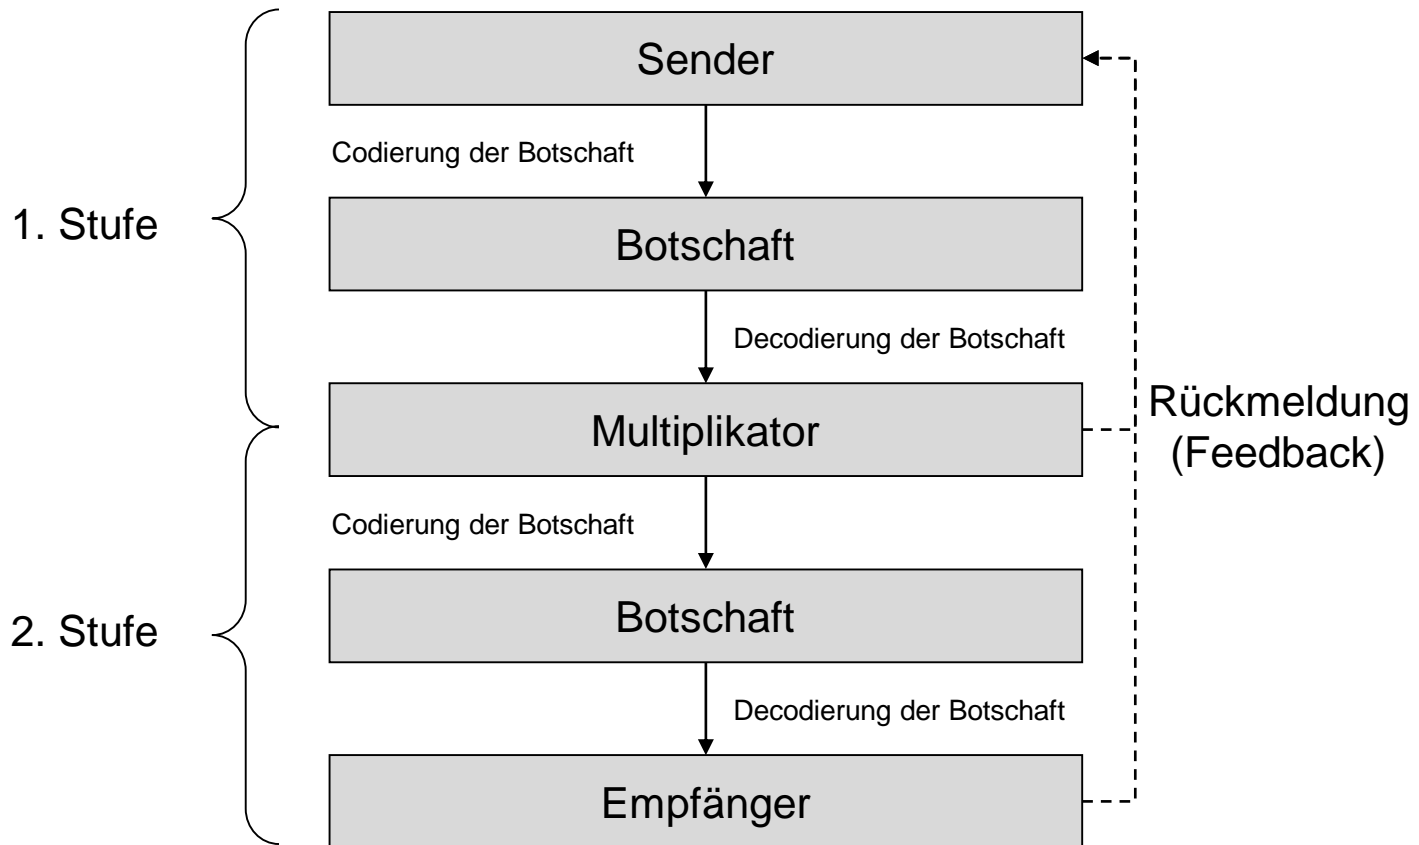 Sender
Codierung der Botschaft
1. Stufe
Botschaft
Decodierung der Botschaft
Multiplikator
Rückmeldung
(Feedback)
Codierung der Botschaft
2. Stufe
Botschaft
Decodierung der Botschaft
Empfänger